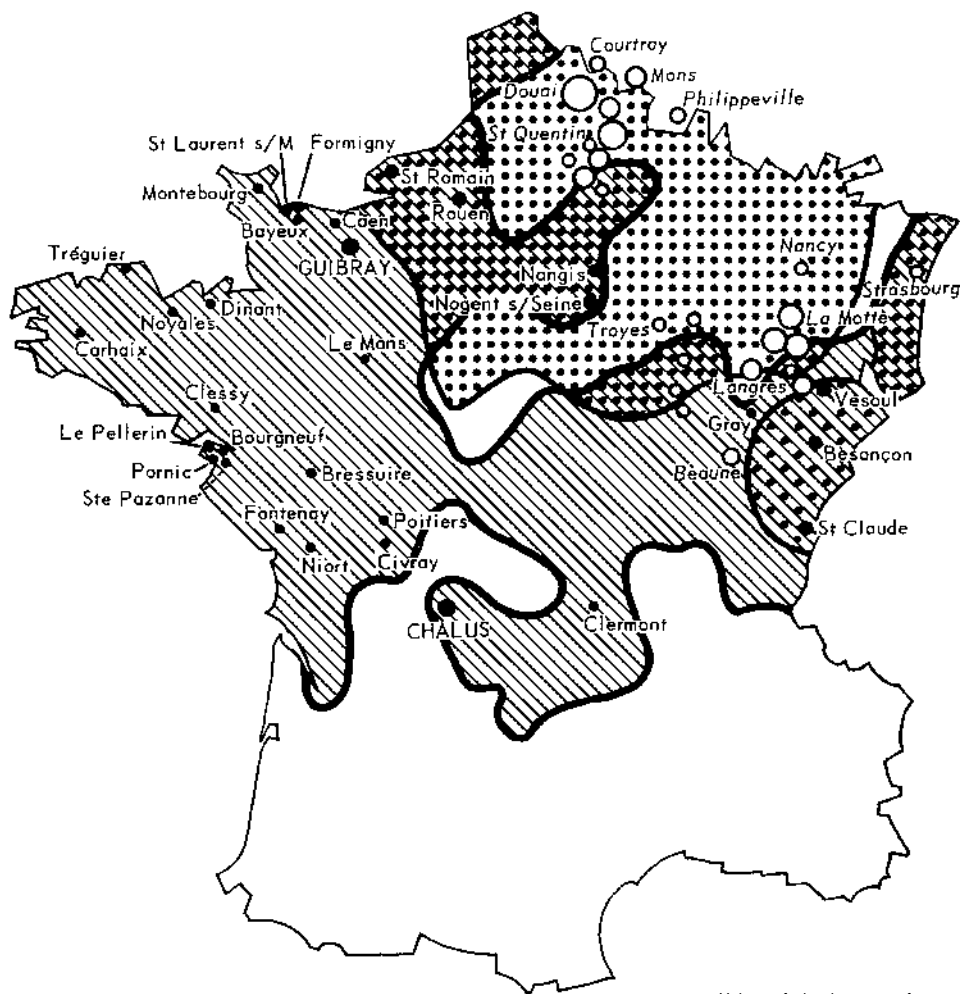 Courtray
Mons
Douai
Philippeville
St Quentin
St Laurent s/M
Formigny
St Romain
Montebourg
Rouen
Caen
Bayeux
Nancy
Tréguier
GUIBRAY
Nangis
Strasbourg
Dinant
Nogent s/Seine
Noyales
Troyes
La Motte
Carhaix
Le Mans
Langres
Vesoul
Clessy
Gray
Le Pellerin
Bourgneuf
Besançon
Pornic
Bressuire
Beaune
Ste Pazanne
Fontenay
Poitiers
St Claude
Niort
Civray
CHALUS
Clermont